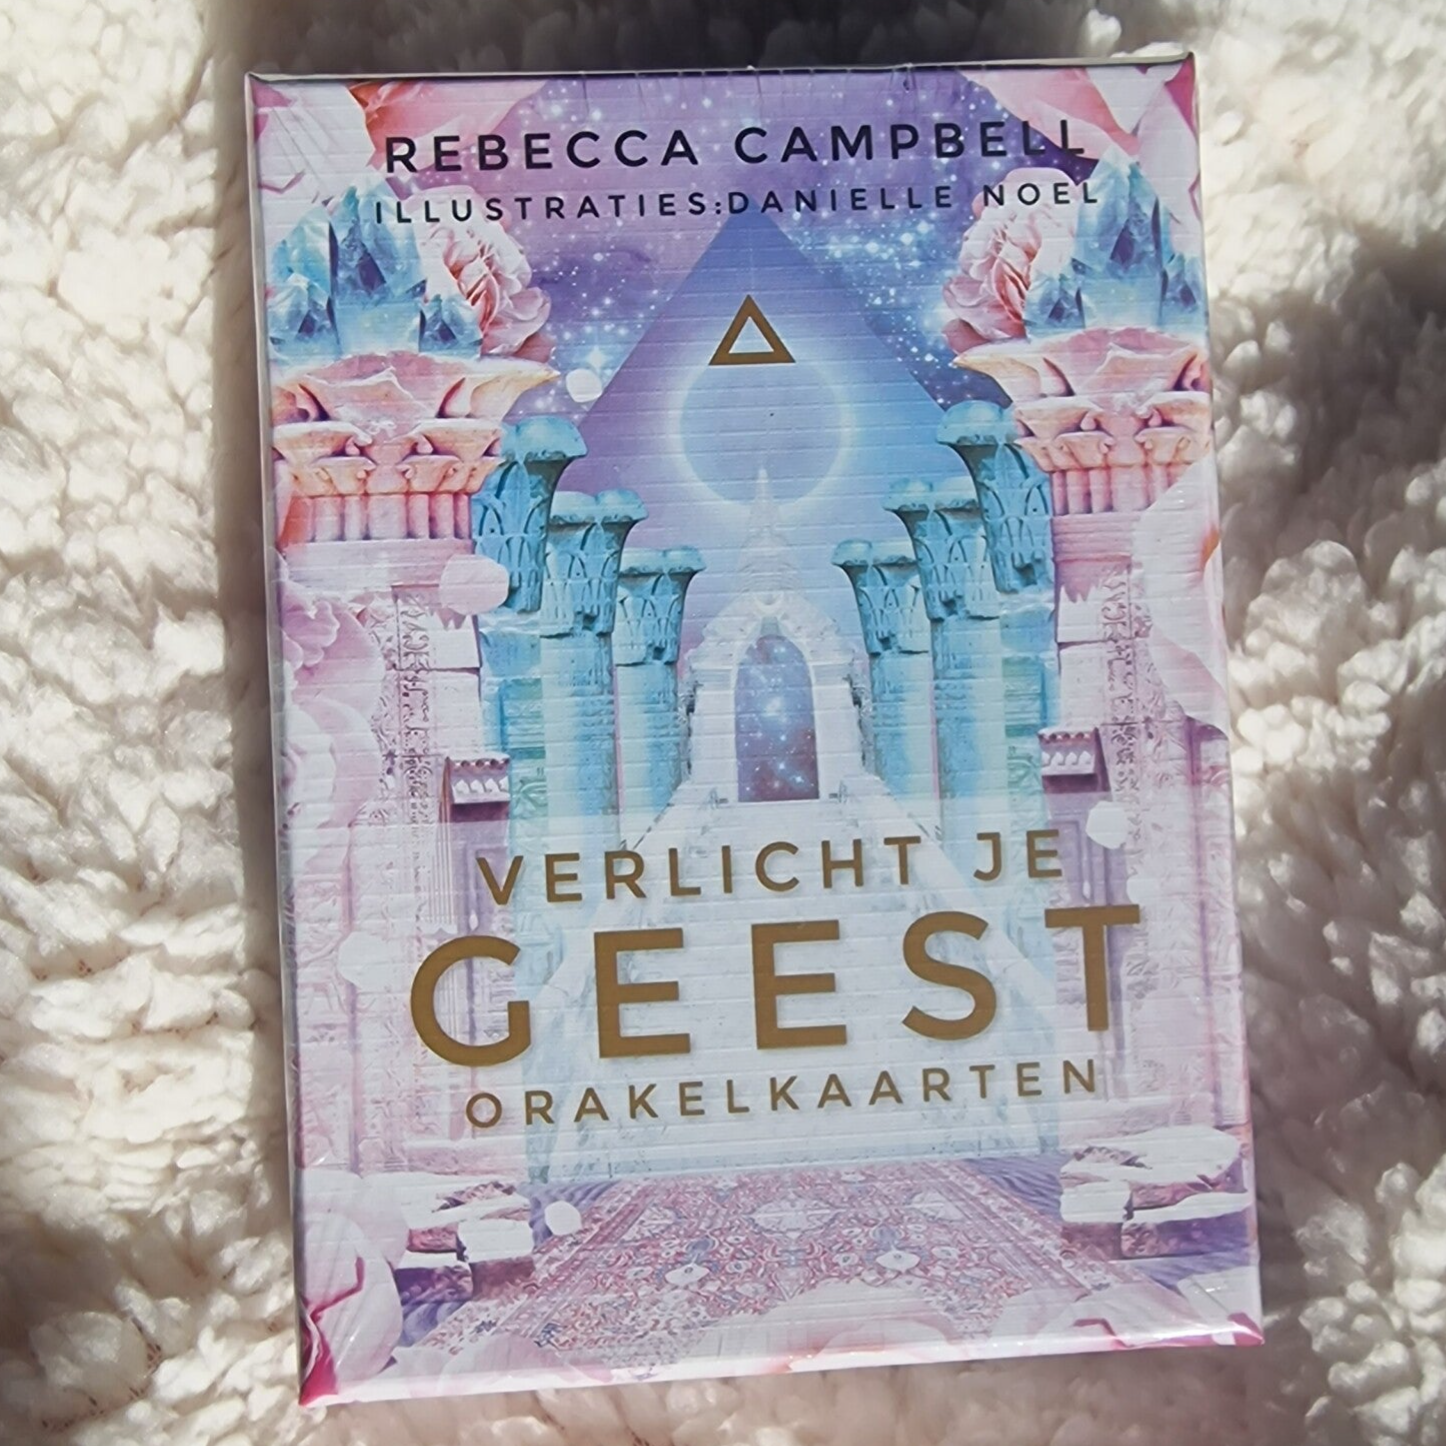 REBECCA CAMPBELL
ILLUSTRATIES:DANIELLE NOEL
VERLICHT JE
GEEST
ORAKELKAARTEN